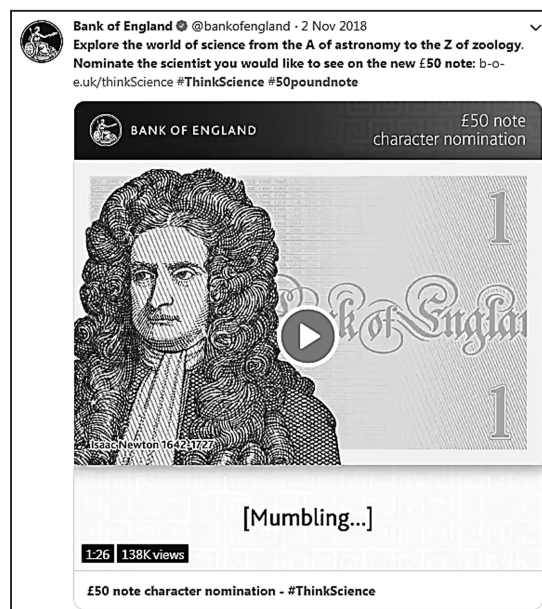 Bank of England @bankofengland · 2 Nov 2018
Explore the world of science from the A of astronomy to the Z of zoology.
Nominate the scientist you would like to see on the new £50 note: b-o-
e.uk/thinkScience #ThinkScience #50poundnote
BANK OF ENGLAND
£50 note
character nomination
1
Bank of England
1
Isaac Newton 1642-1727
[Mumbling...]
1:26 138K views
£50 note character nomination - #ThinkScience